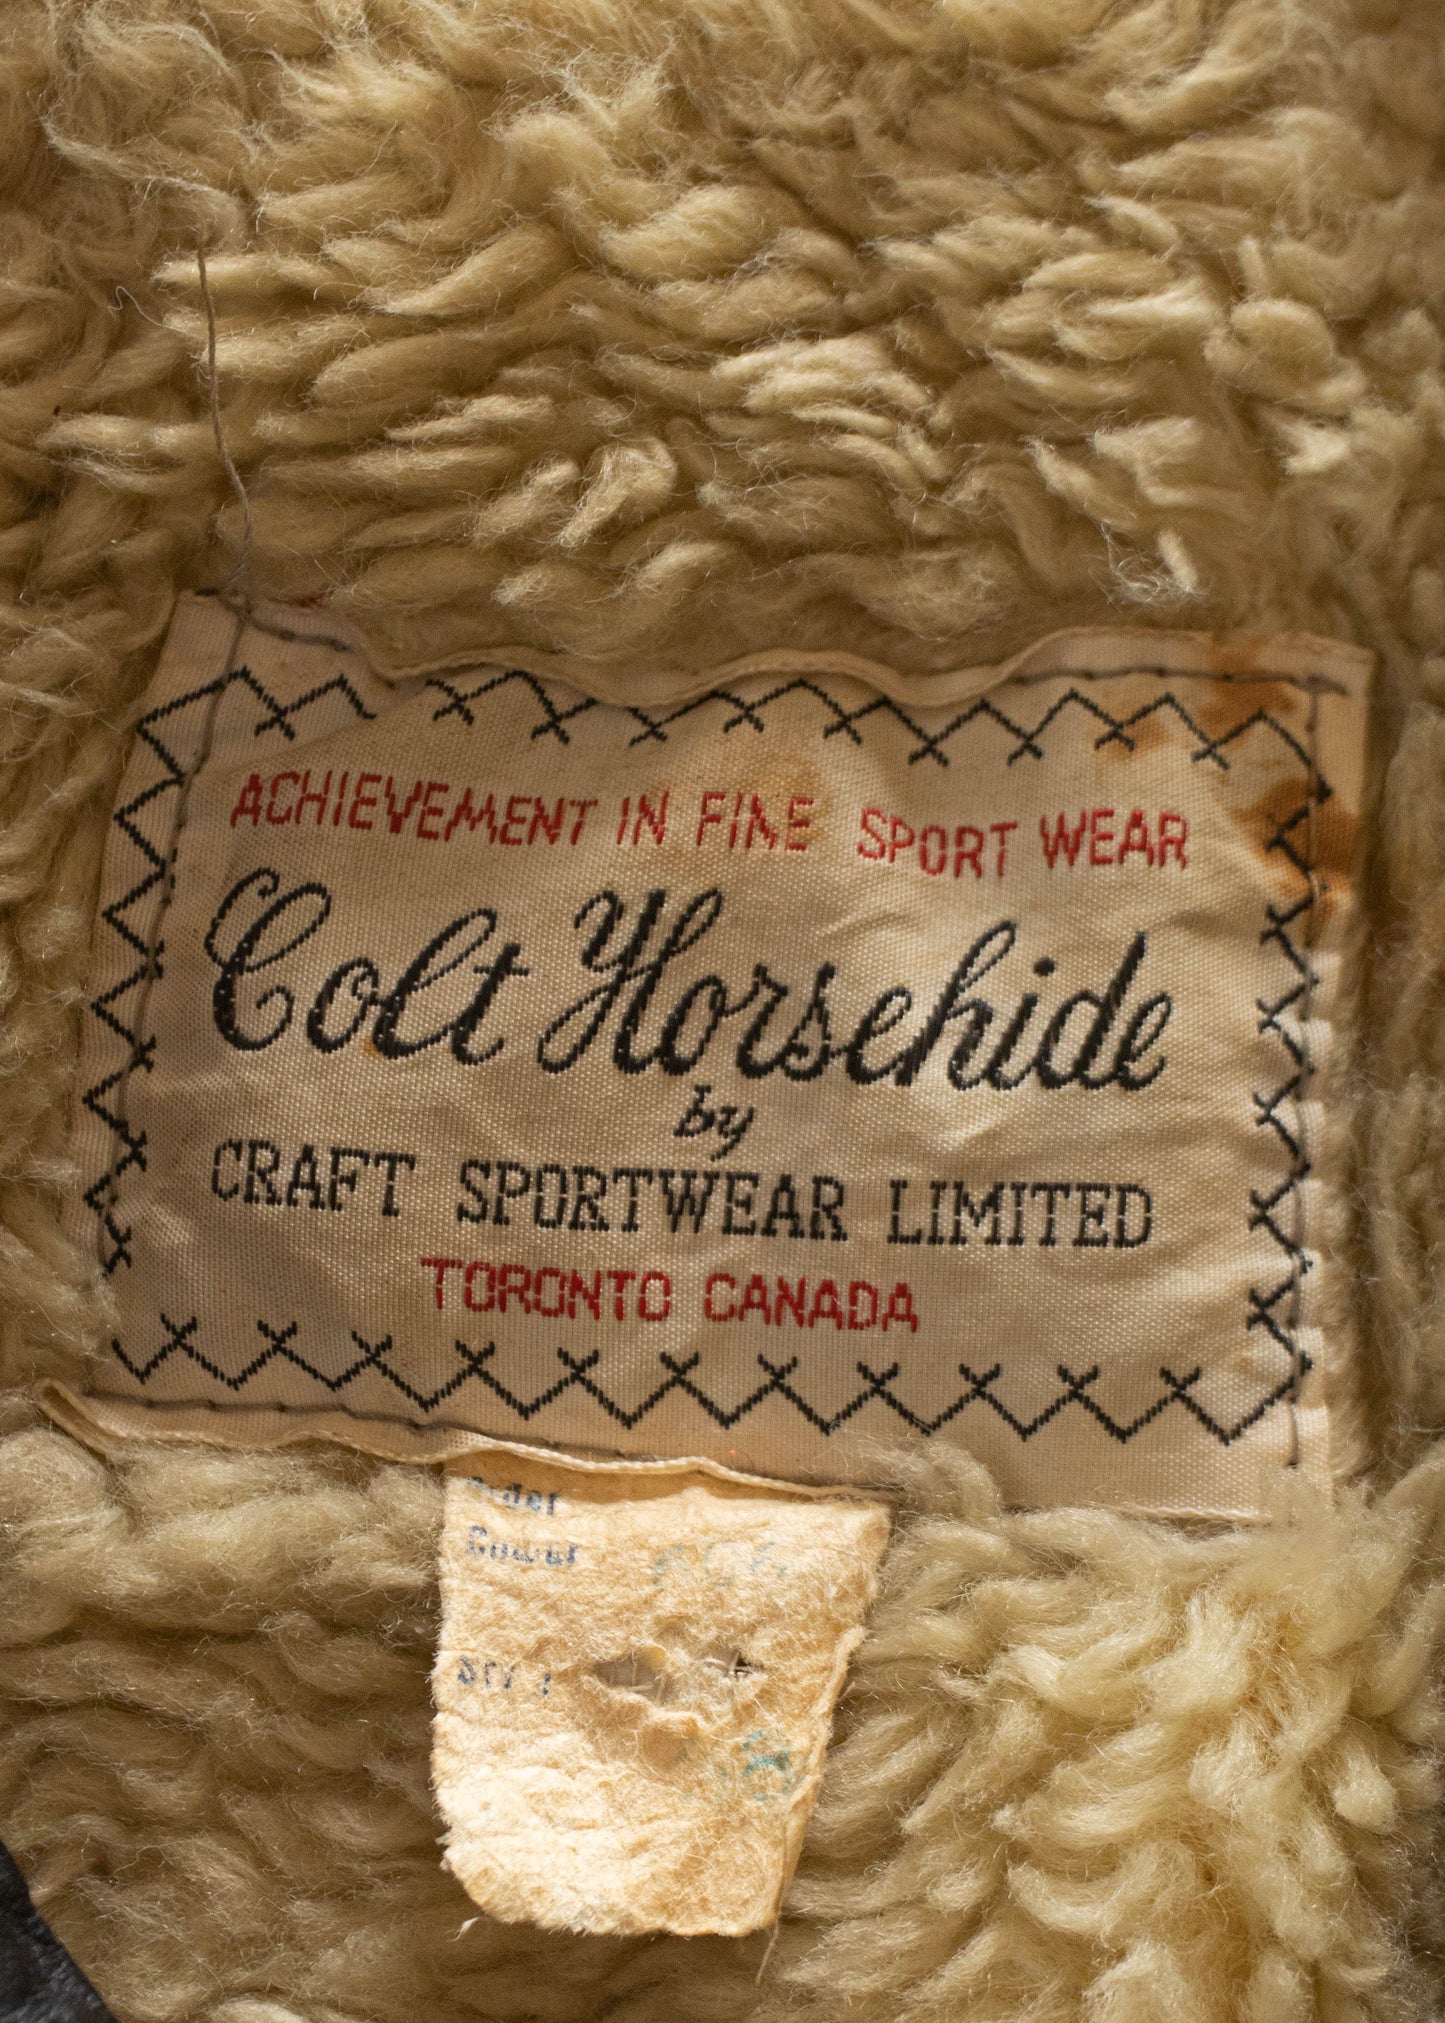 ACHIEVEMENT IN FINE SPORT WEAR
Colt Horsehide
by
CRAFT SPORTWEAR LIMITED
TORONTO CANADA